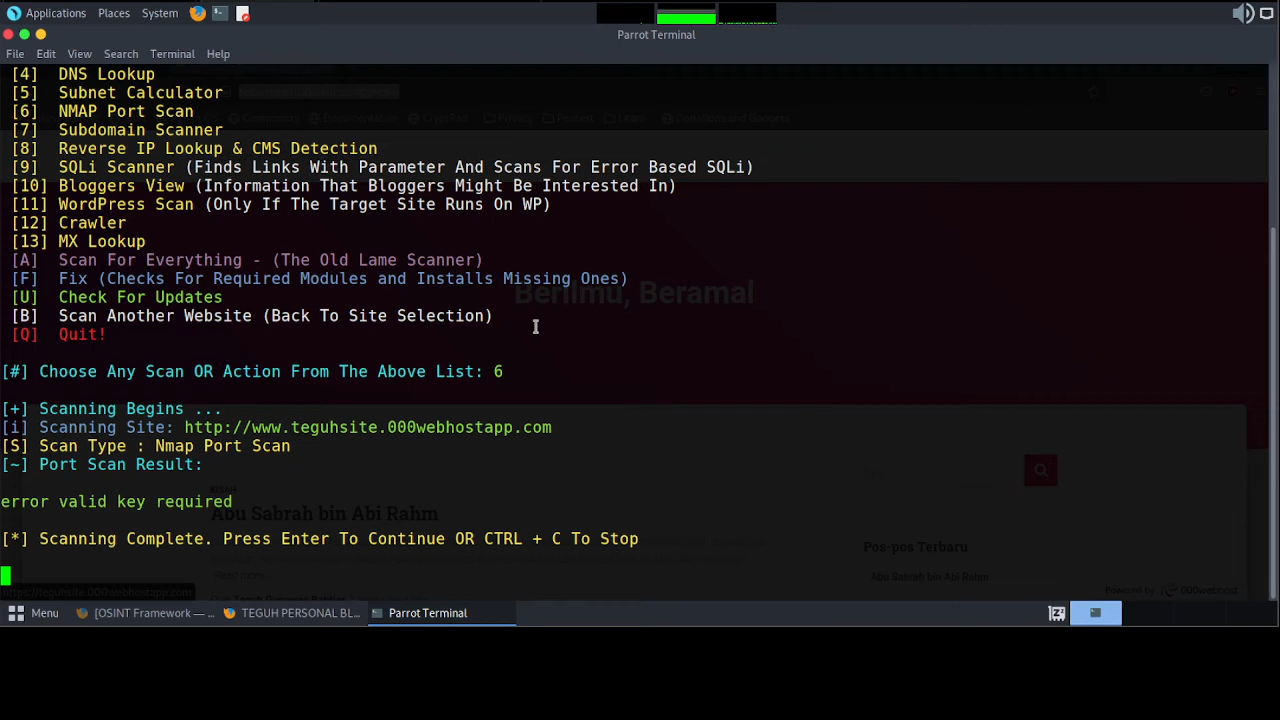 Applications Places System
Parrot Terminal
File Edit View Search Terminal Help
[4] DNS Lookup
[5] Subnet Calculator
[6] NMAP Port Scan
[7] Subdomain Scanner
[8] Reverse IP Lookup & CMS Detection
[9] SQLi Scanner (Finds Links With Parameter And Scans For Error Based SQLi)
[10] Bloggers View (Information That Bloggers Might Be Interested In)
[11] WordPress Scan (Only If The Target Site Runs On WP)
[12] Crawler
[13] MX Lookup
[A] Scan For Everything - (The Old Lame Scanner)
[F] Fix (Checks For Required Modules and Installs Missing Ones)
[U] Check For Updates
Berilmu, Beramal
[B] Scan Another Website (Back To Site Selection)
[Q] Quit!
[#] Choose Any Scan OR Action From The Above List: 6
[+] Scanning Begins ...
[i] Scanning Site: http://www.teguhsite.000webhostapp.com
[S] Scan Type : Nmap Port Scan
[~] Port Scan Result:
error valid key required
Abu Sabrah bin Abi Rahm
[*] Scanning Complete. Press Enter To Continue OR CTRL + C To Stop
Pos-pos Terbaru
Abu Sabrah bin Abi Rahm
https://teguhsite.000webhostapp.com
Powered by 000webhost
Menu [OSINT Framework — ... TEGUH PERSONAL BL... Parrot Terminal